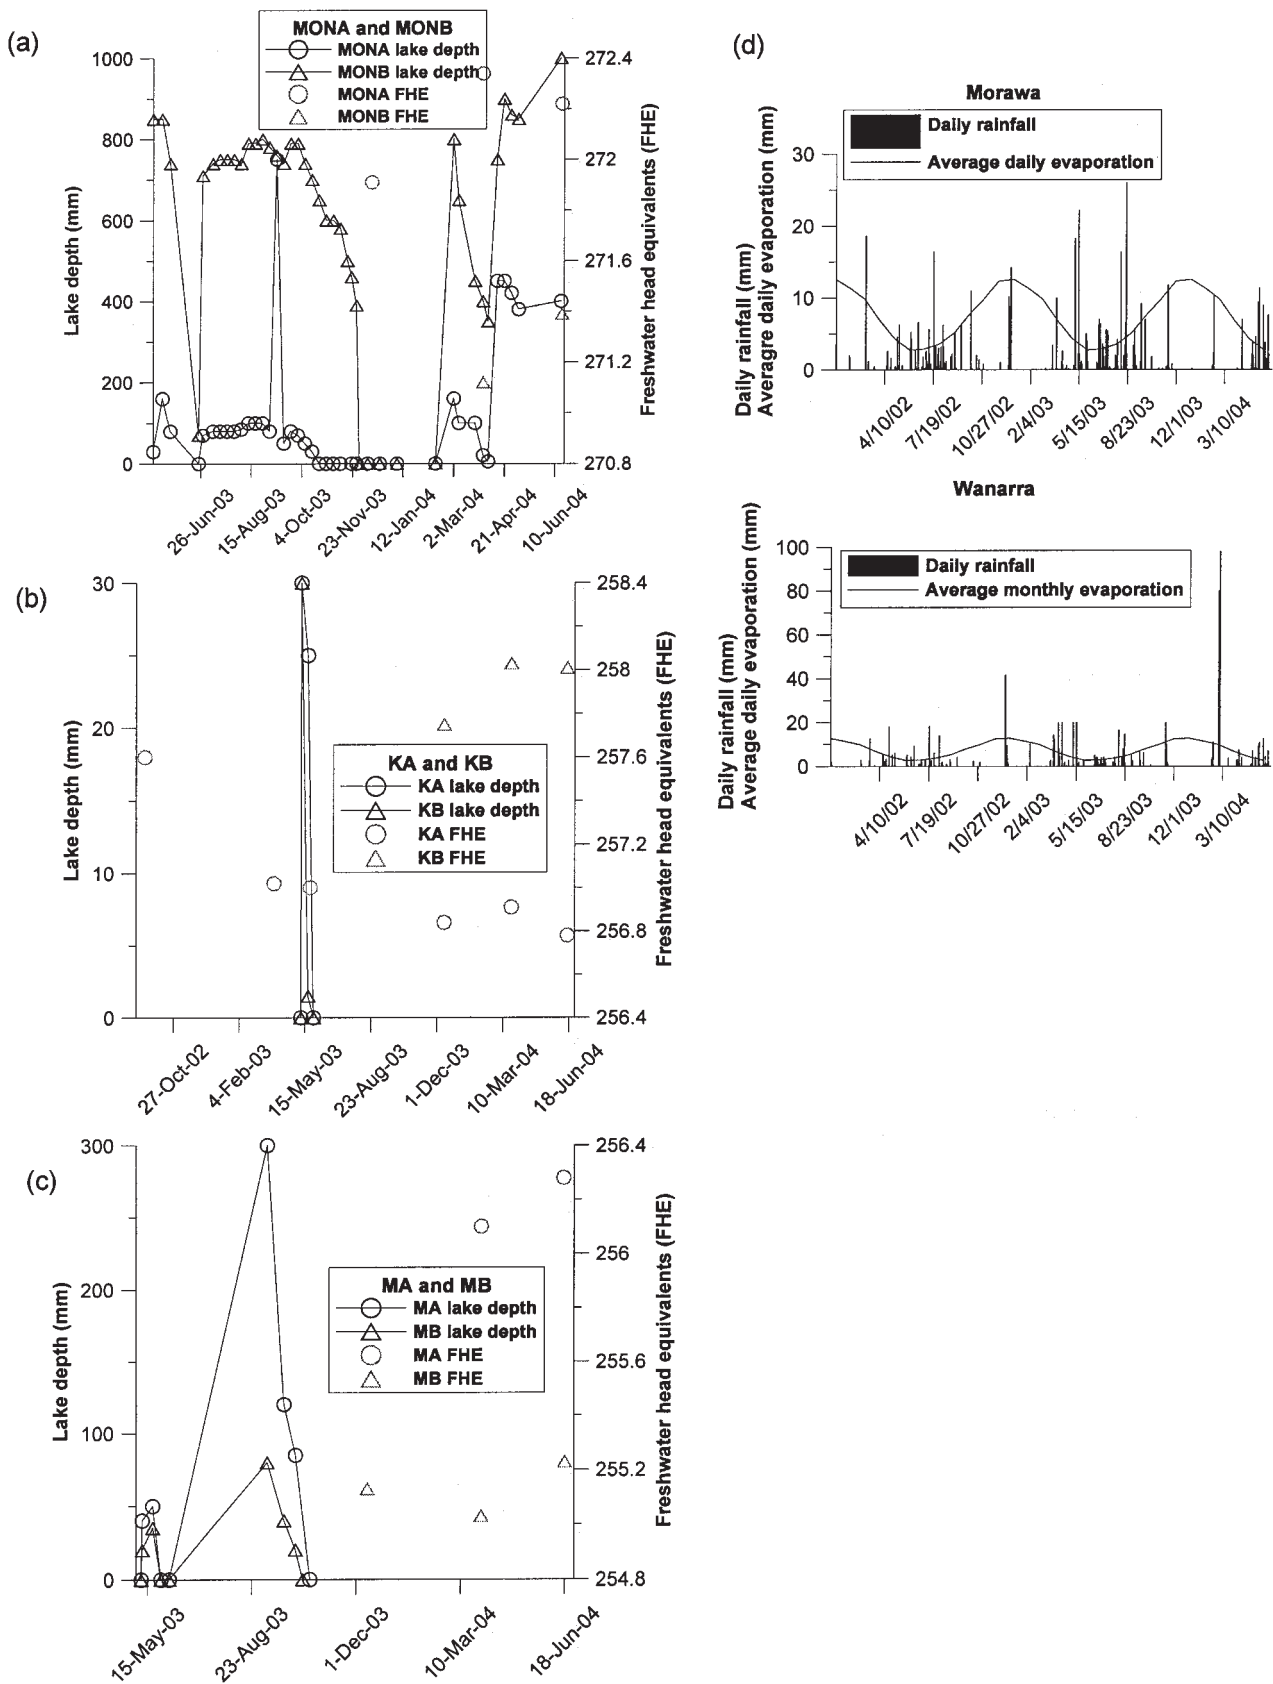 (a)
MONA and MONB
MONA lake depth
MONB lake depth
MONA FHE
MONB FHE
1000
800
600
400
200
0
Lake depth (mm)
272.4
272
271.6
271.2
270.8
Freshwater head equivalents (FHE)
26-Jun-03
15-Aug-03
4-Oct-03
23-Nov-03
12-Jan-04
2-Mar-04
21-Apr-04
10-Jun-04
(b)
30
20
10
0
Lake depth (mm)
KA and KB
KA lake depth
KB lake depth
KA FHE
KB FHE
258.4
258
257.6
257.2
256.8
256.4
Freshwater head equivalents (FHE)
27-Oct-02
4-Feb-03
15-May-03
23-Aug-03
1-Dec-03
10-Mar-04
18-Jun-04
(c)
300
200
100
0
Lake depth (mm)
MA and MB
MA lake depth
MB lake depth
MA FHE
MB FHE
256.4
256
255.6
255.2
254.8
Freshwater head equivalents (FHE)
15-May-03
23-Aug-03
1-Dec-03
10-Mar-04
18-Jun-04
(d)
Morawa
Daily rainfall
Average daily evaporation
30
20
10
0
Daily rainfall (mm)
Avergre daily evaporation (mm)
4/10/02
7/19/02
10/27/02
2/4/03
5/15/03
8/23/03
12/1/03
3/10/04
Wanarra
Daily rainfall
Average monthly evaporation
100
80
60
40
20
0
Daily rainfall (mm)
Average daily evaporation (mm)
4/10/02
7/19/02
10/27/02
2/4/03
5/15/03
8/23/03
12/1/03
3/10/04